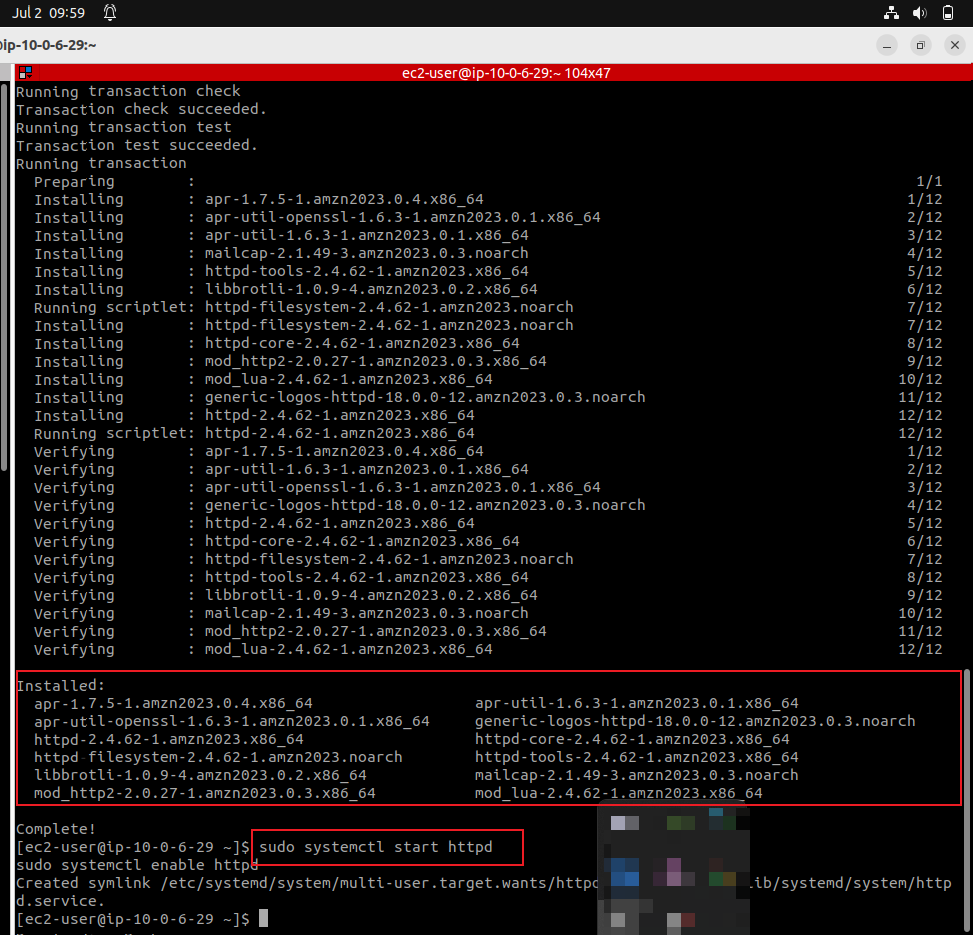 Jul 2 09:59
ip-10-0-6-29:~
ec2-user@ip-10-0-6-29:~ 104x47
Running transaction check
Transaction check succeeded.
Running transaction test
Transaction test succeeded.
Running transaction
Preparing : 1/1
Installing : apr-1.7.5-1.amzn2023.0.4.x86_64 1/12
Installing : apr-util-openssl-1.6.3-1.amzn2023.0.1.x86_64 2/12
Installing : apr-util-1.6.3-1.amzn2023.0.1.x86_64 3/12
Installing : mailcap-2.1.49-3.amzn2023.0.3.noarch 4/12
Installing : httpd-tools-2.4.62-1.amzn2023.x86_64 5/12
Installing : libbrotli-1.0.9-4.amzn2023.0.2.x86_64 6/12
Running scriptlet: httpd-filesystem-2.4.62-1.amzn2023.noarch 7/12
Installing : httpd-filesystem-2.4.62-1.amzn2023.noarch 7/12
Installing : httpd-core-2.4.62-1.amzn2023.x86_64 8/12
Installing : mod_http2-2.0.27-1.amzn2023.0.3.x86_64 9/12
Installing : mod_lua-2.4.62-1.amzn2023.x86_64 10/12
Installing : generic-logos-httpd-18.0.0-12.amzn2023.0.3.noarch 11/12
Installing : httpd-2.4.62-1.amzn2023.x86_64 12/12
Running scriptlet: httpd-2.4.62-1.amzn2023.x86_64 12/12
Verifying : apr-1.7.5-1.amzn2023.0.4.x86_64 1/12
Verifying : apr-util-1.6.3-1.amzn2023.0.1.x86_64 2/12
Verifying : apr-util-openssl-1.6.3-1.amzn2023.0.1.x86_64 3/12
Verifying : generic-logos-httpd-18.0.0-12.amzn2023.0.3.noarch 4/12
Verifying : httpd-2.4.62-1.amzn2023.x86_64 5/12
Verifying : httpd-core-2.4.62-1.amzn2023.x86_64 6/12
Verifying : httpd-filesystem-2.4.62-1.amzn2023.noarch 7/12
Verifying : httpd-tools-2.4.62-1.amzn2023.x86_64 8/12
Verifying : libbrotli-1.0.9-4.amzn2023.0.2.x86_64 9/12
Verifying : mailcap-2.1.49-3.amzn2023.0.3.noarch 10/12
Verifying : mod_http2-2.0.27-1.amzn2023.0.3.x86_64 11/12
Verifying : mod_lua-2.4.62-1.amzn2023.x86_64 12/12
Installed:
apr-1.7.5-1.amzn2023.0.4.x86_64 apr-util-1.6.3-1.amzn2023.0.1.x86_64
apr-util-openssl-1.6.3-1.amzn2023.0.1.x86_64 generic-logos-httpd-18.0.0-12.amzn2023.0.3.noarch
httpd-2.4.62-1.amzn2023.x86_64 httpd-core-2.4.62-1.amzn2023.x86_64
httpd-filesystem-2.4.62-1.amzn2023.noarch httpd-tools-2.4.62-1.amzn2023.x86_64
libbrotli-1.0.9-4.amzn2023.0.2.x86_64 mailcap-2.1.49-3.amzn2023.0.3.noarch
mod_http2-2.0.27-1.amzn2023.0.3.x86_64 mod_lua-2.4.62-1.amzn2023.x86_64
Complete!
[ec2-user@ip-10-0-6-29 ~]$ sudo systemctl start httpd
sudo systemctl enable httpd
Created symlink /etc/systemd/system/multi-user.target.wants/httpd ib/systemd/system/http
d.service.
[ec2-user@ip-10-0-6-29 ~]$